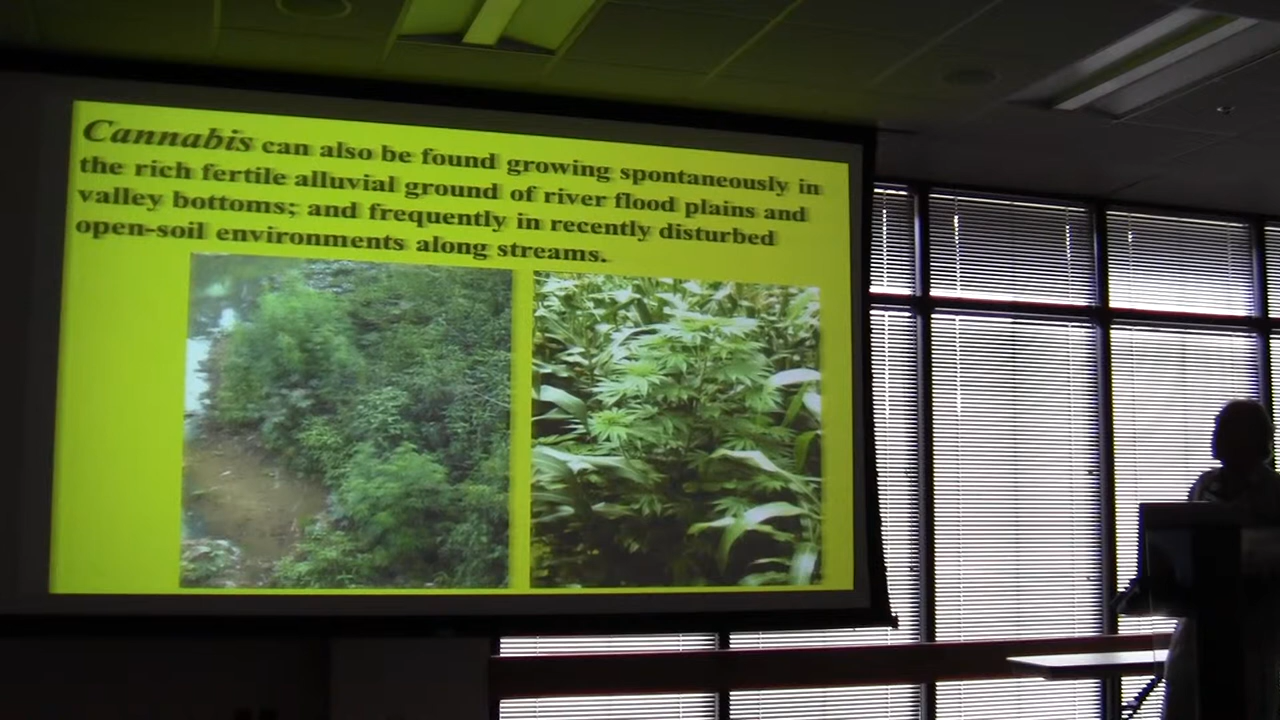 Cannabis can also be found growing spontaneously in
the rich fertile alluvial ground of river flood plains and
valley bottoms; and frequently in recently disturbed
open-soil environments along streams.